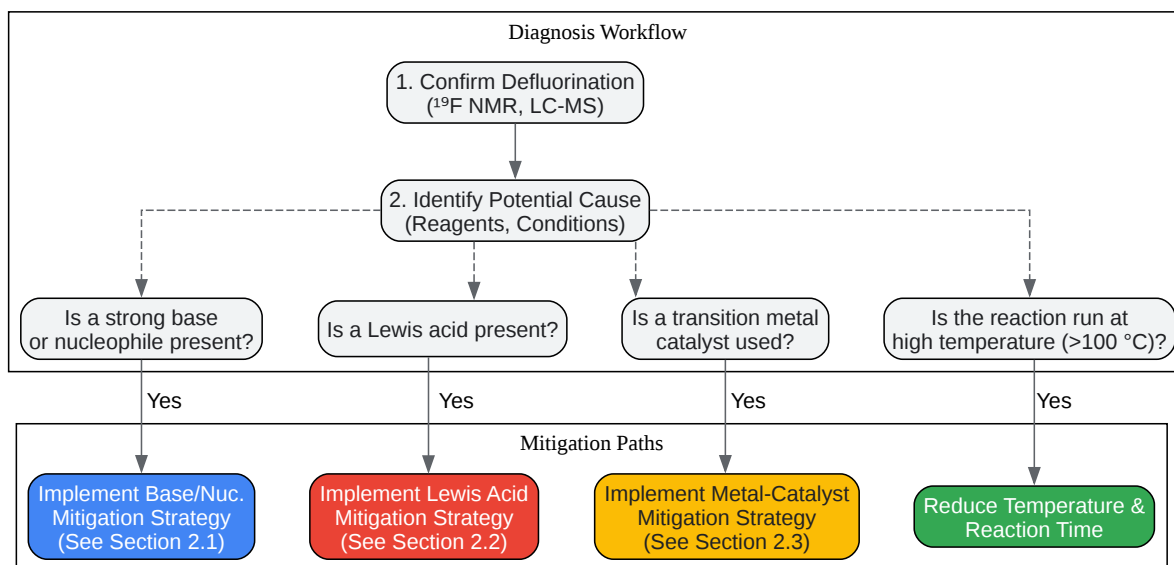 Diagnosis Workflow
1. Confirm Defluorination
(¹⁹F NMR, LC-MS)
2. Identify Potential Cause
(Reagents, Conditions)
Is a strong base
or nucleophile present?
Is a Lewis acid present?
Is a transition metal
catalyst used?
Is the reaction run at
high temperature (>100 °C)?
Yes
Yes
Yes
Yes
Mitigation Paths
Implement Base/Nuc.
Mitigation Strategy
(See Section 2.1)
Implement Lewis Acid
Mitigation Strategy
(See Section 2.2)
Implement Metal-Catalyst
Mitigation Strategy
(See Section 2.3)
Reduce Temperature &
Reaction Time